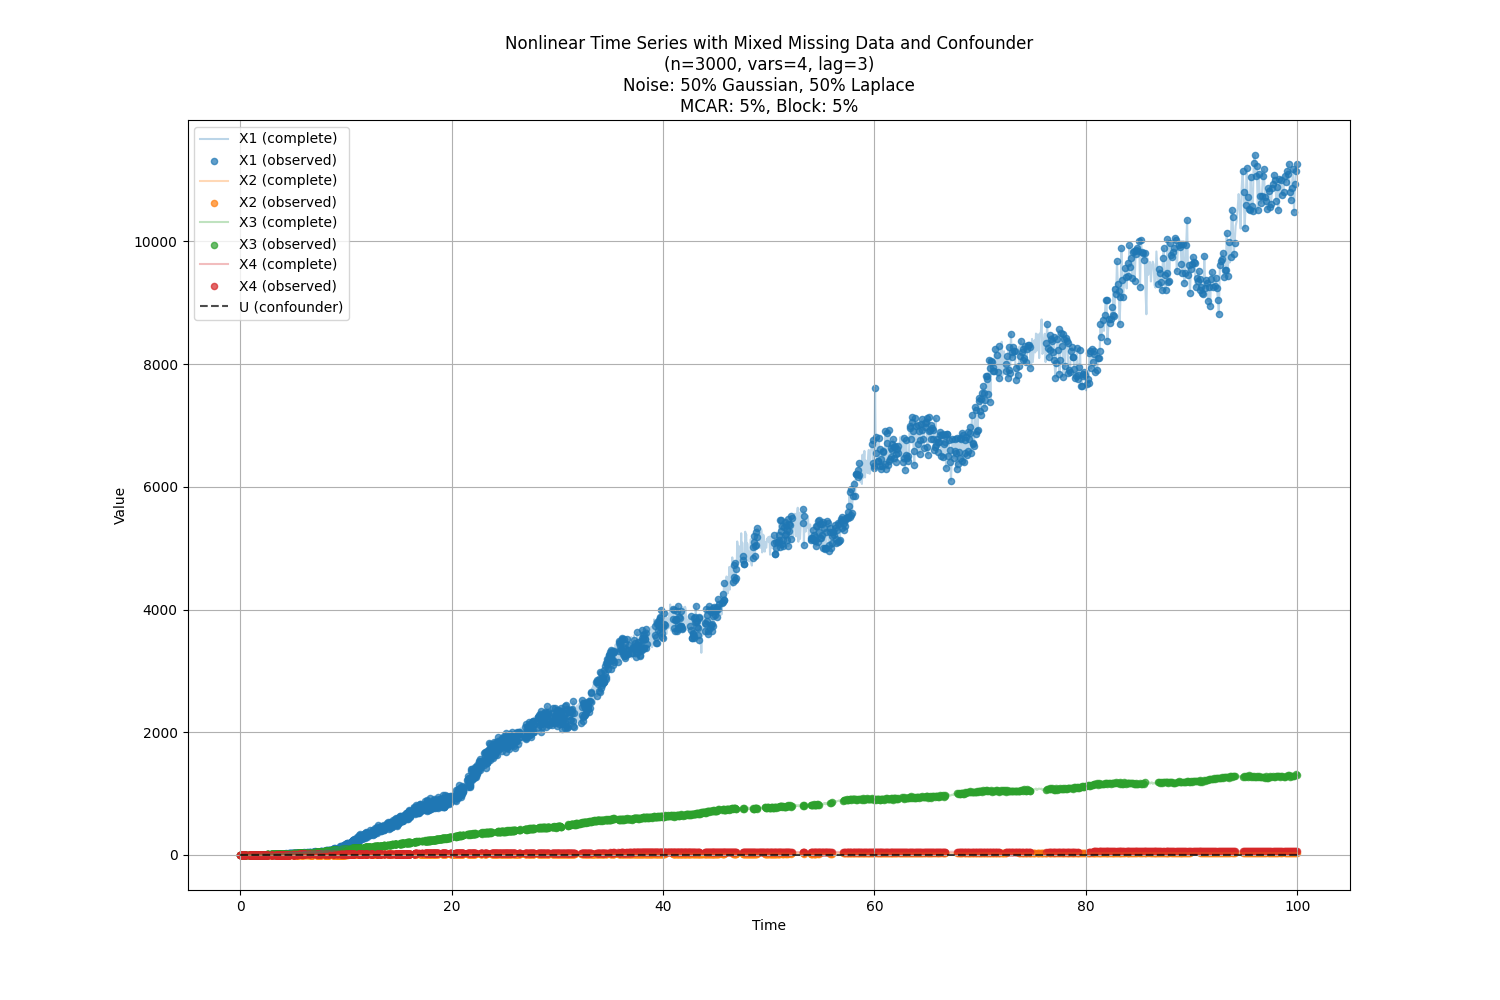 Nonlinear Time Series with Mixed Missing Data and Confounder
(n=3000, vars=4, lag=3)
Noise: 50% Gaussian, 50% Laplace
MCAR: 5%, Block: 5%
X1 (complete)
X1 (observed)
X2 (complete)
X2 (observed)
X3 (complete)
X3 (observed)
X4 (complete)
X4 (observed)
U (confounder)
10000
8000
6000
4000
2000
0
Value
0 20 40 60 80 100
Time